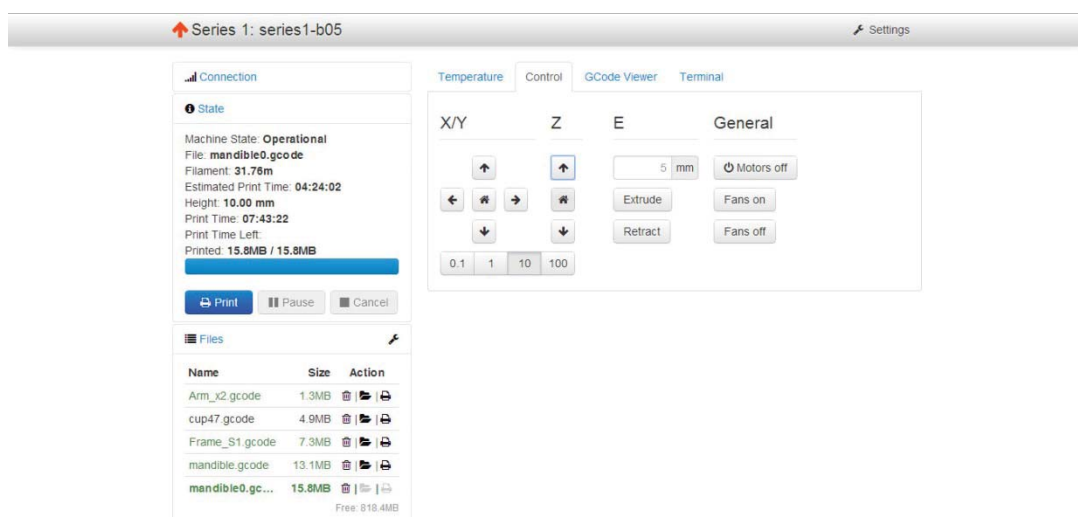 Series 1: series1-b05
Settings
Connection
State
Machine State: Operational
File: mandible0.gcode
Filament: 31.76m
Estimated Print Time: 04:24:02
Height: 10.00 mm
Print Time: 07:43:22
Print Time Left:
Printed: 15.8MB / 15.8MB
Print Pause Cancel
Files
Name Size Action
Arm_x2.gcode 1.3MB | |
cup47.gcode 4.9MB | |
Frame_S1.gcode 7.3MB | |
mandible.gcode 13.1MB | |
mandible0.gc... 15.8MB | |
Free: 818.4MB
Temperature Control GCode Viewer Terminal
X/Y Z E General
5 mm Motors off
Extrude Fans on
Retract Fans off
0.1 1 10 100